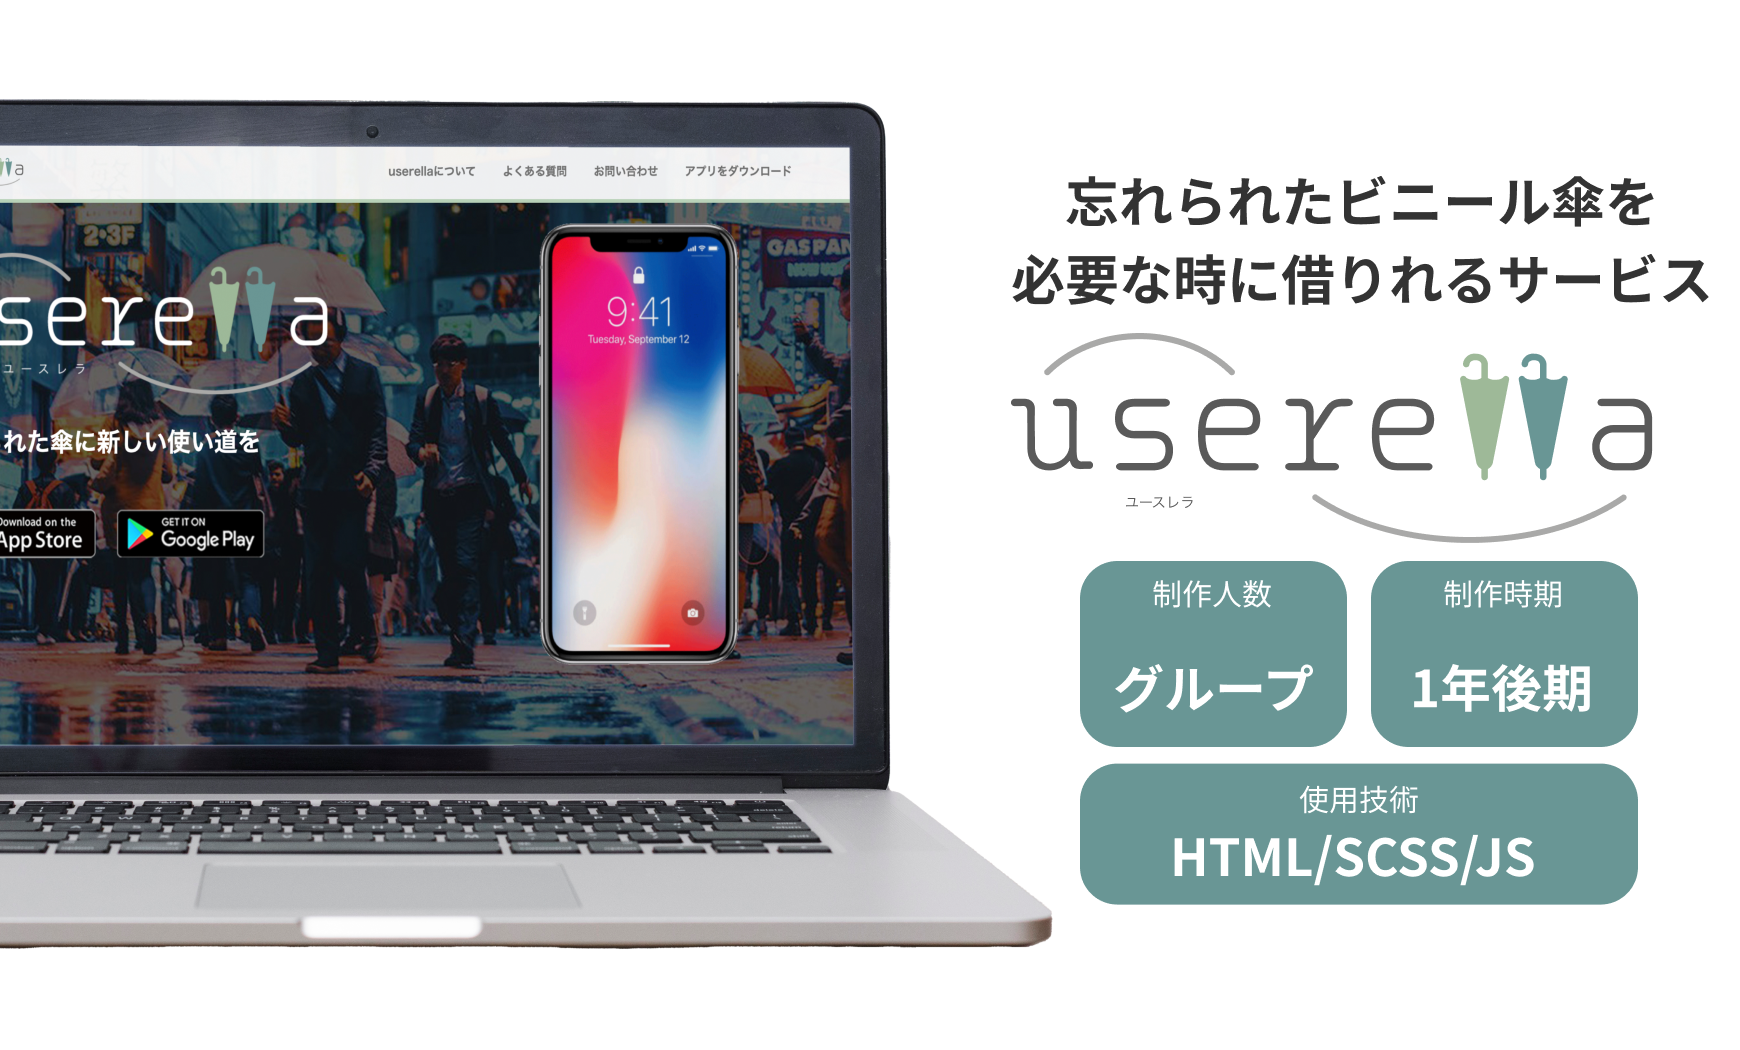 userellaについて よくある質問 お問い合わせ アプリをダウンロード
2·3F
GAS PAN
userella
ユースレラ
れた傘に新しい使い道を
Download on the
App Store
GET IT ON
Google Play
9:41
Tuesday, September 12
忘れられたビニール傘を
必要な時に借りれるサービス
userella
ユースレラ
制作人数
グループ
制作時期
1年後期
使用技術
HTML/SCSS/JS